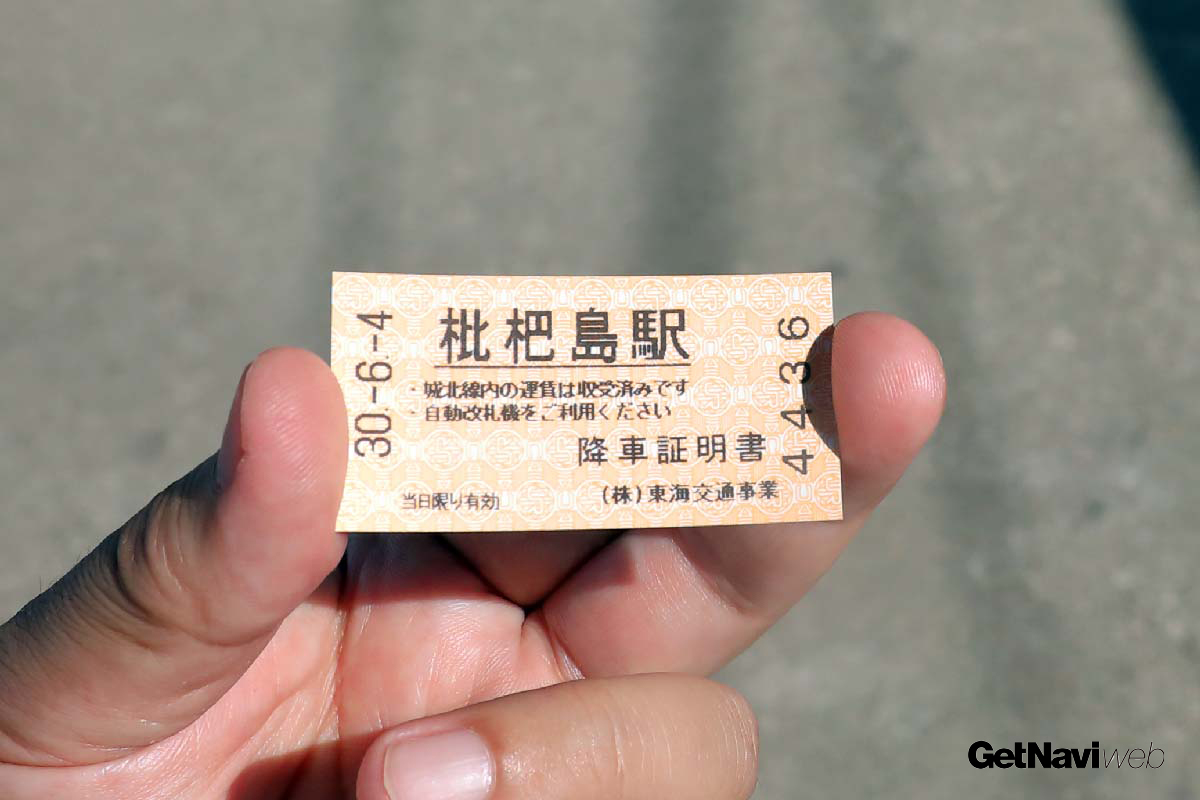 30.-6.-4
枇杷島駅
・城北線内の運賃は収受済みです
・自動改札機をご利用ください
降車証明書
当日限り有効
(株)東海交通事業
4436
GetNavi web